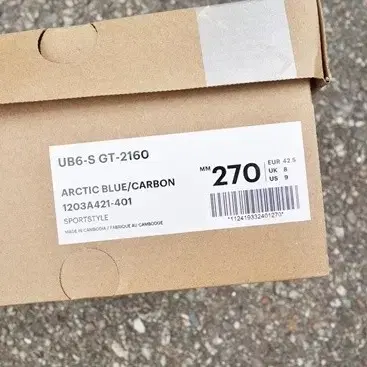 UB6-S GT-2160
ARCTIC BLUE/CARBON
1203A421-401
SPORTSTYLE
MADE IN CAMBODIA / FABRIQUÉ AU CAMBODGE
MM 270
EUR 42.5
UK 8
US 9